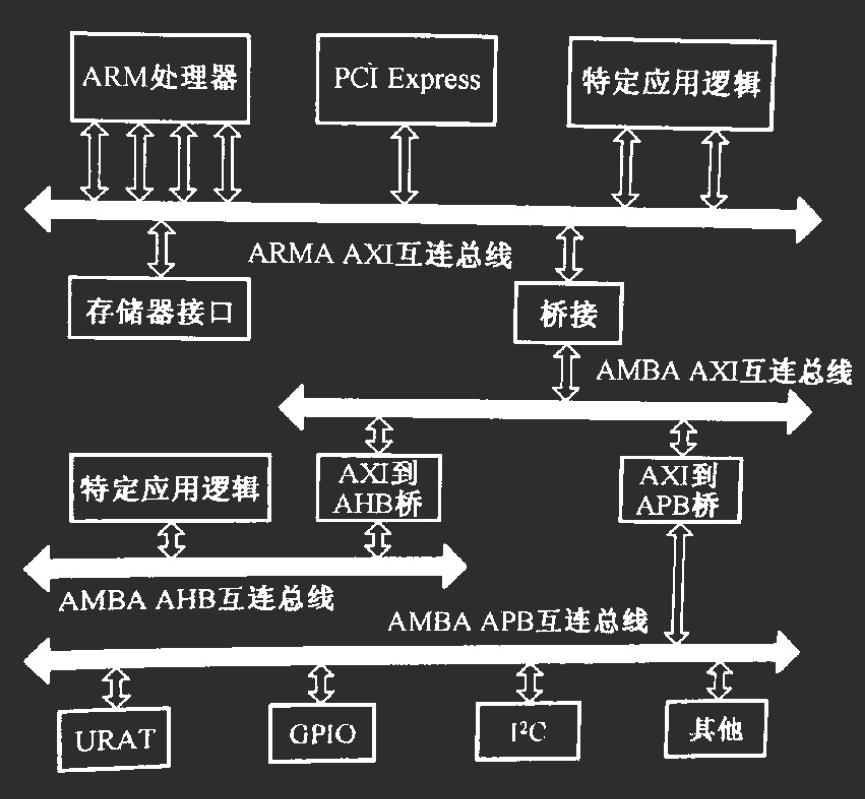 ARM处理器
PCI Express
特定应用逻辑
ARMA AXI互连总线
存储器接口
桥接
AMBA AXI互连总线
特定应用逻辑
AXI到
AHB桥
AXI到
APB桥
AMBA AHB互连总线
AMBA APB互连总线
URAT
GPIO
I²C
其他